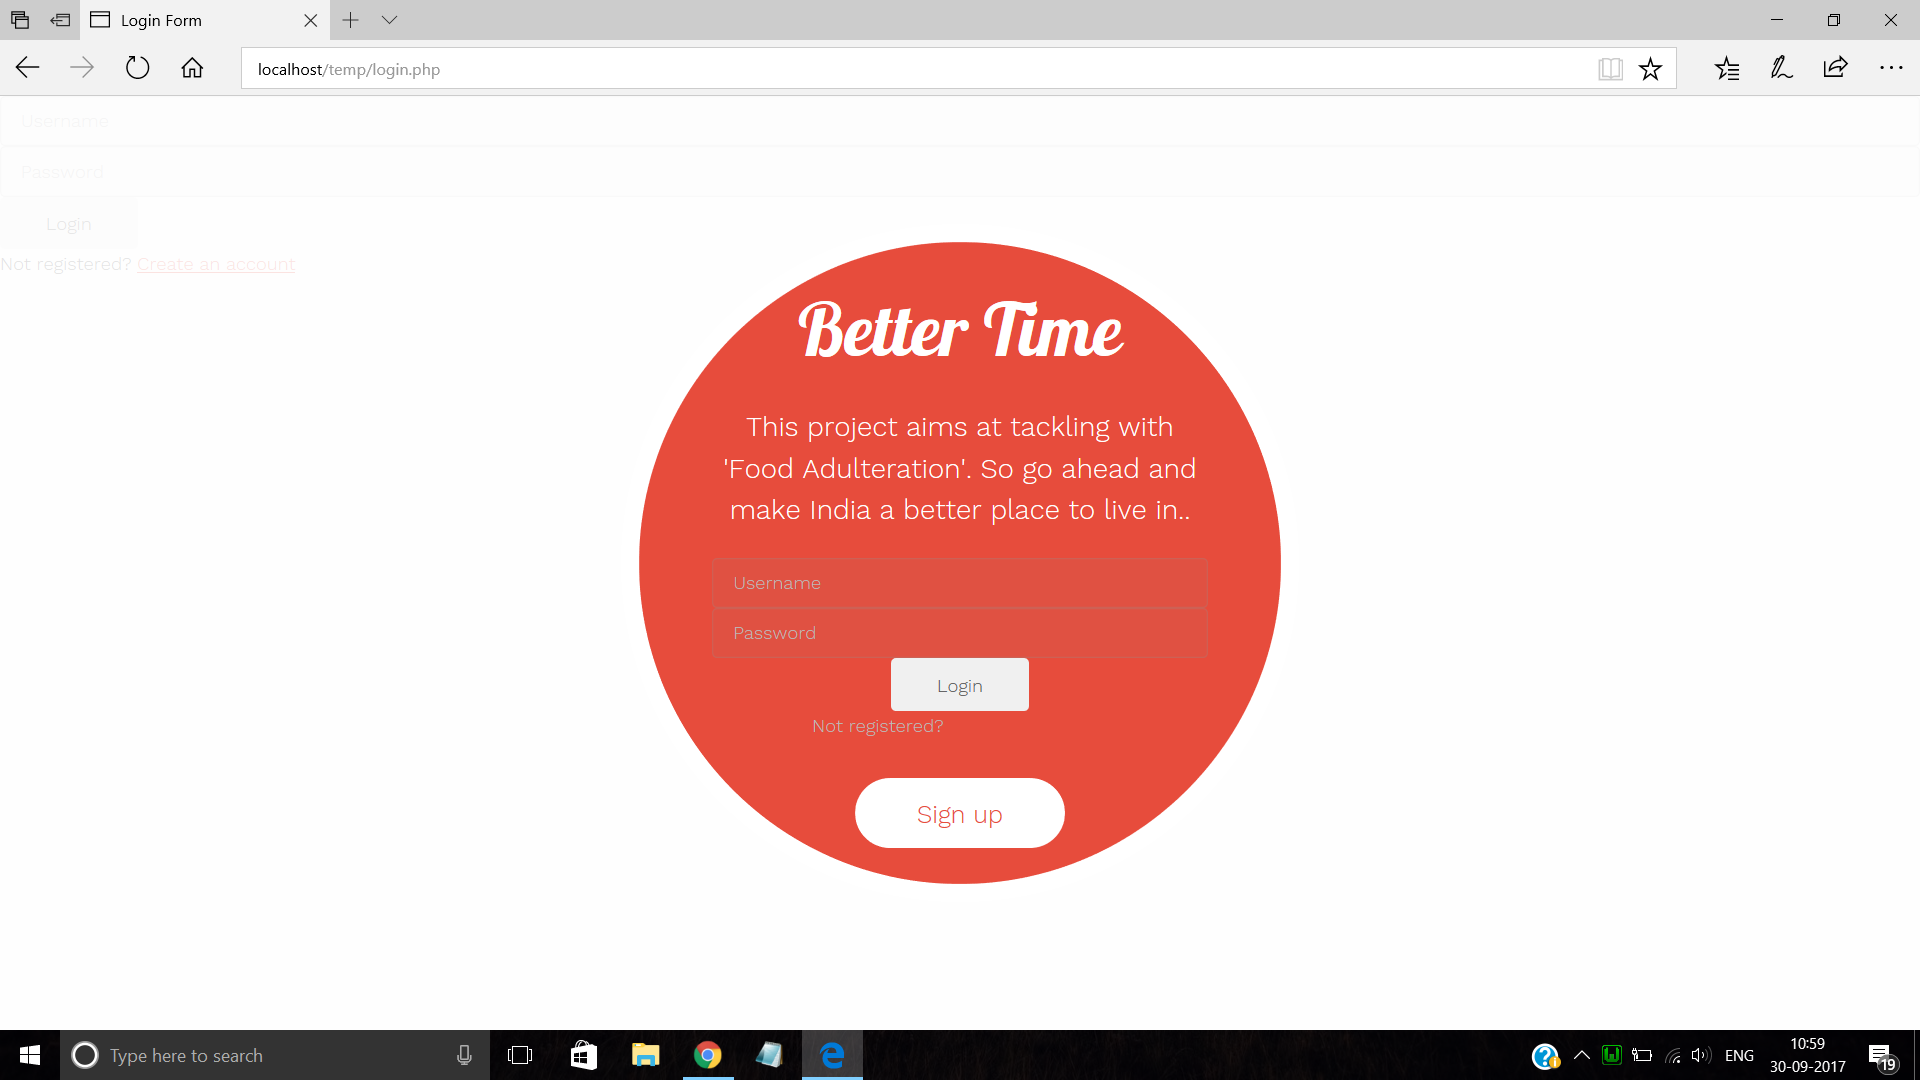 Login Form
localhost/temp/login.php
Username
Password
Login
Not registered? Create an account
Better Time
This project aims at tackling with
'Food Adulteration'. So go ahead and
make India a better place to live in..
Username
Password
Login
Not registered?
Sign up
Type here to search
ENG
10:59
30-09-2017
19